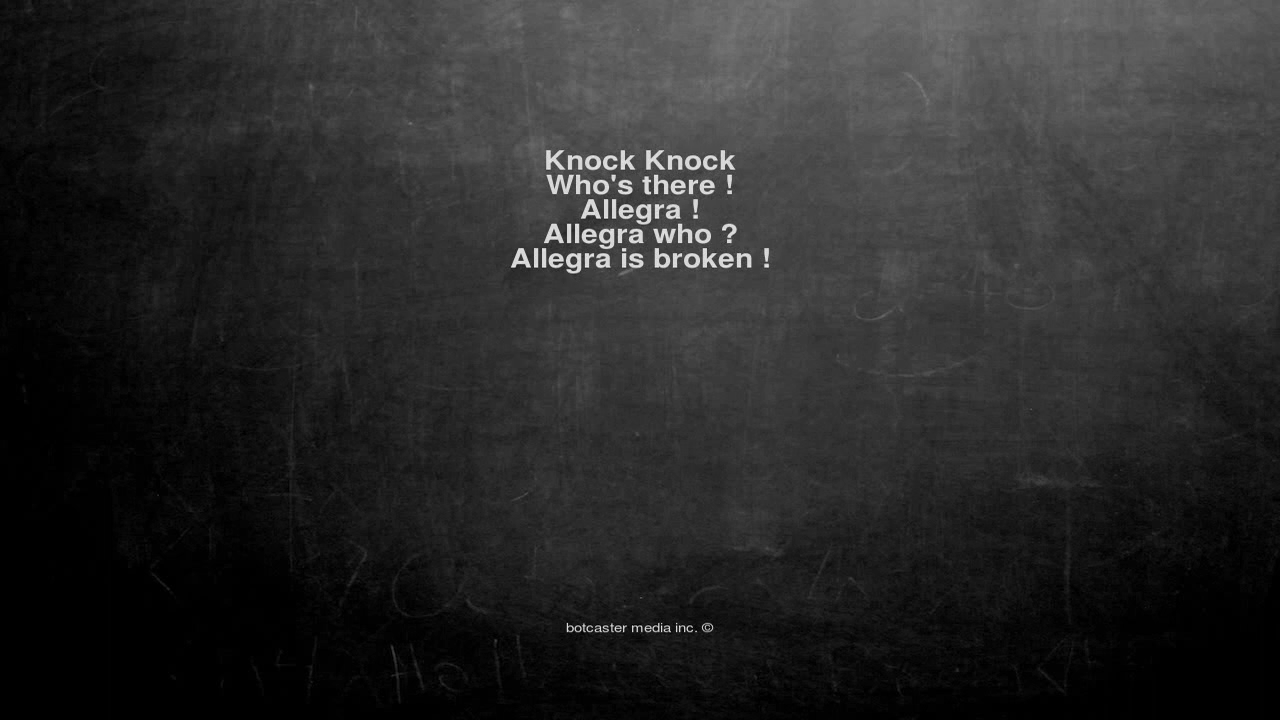 Knock Knock
Who's there !
Allegra !
Allegra who ?
Allegra is broken !
botcaster media inc. ©